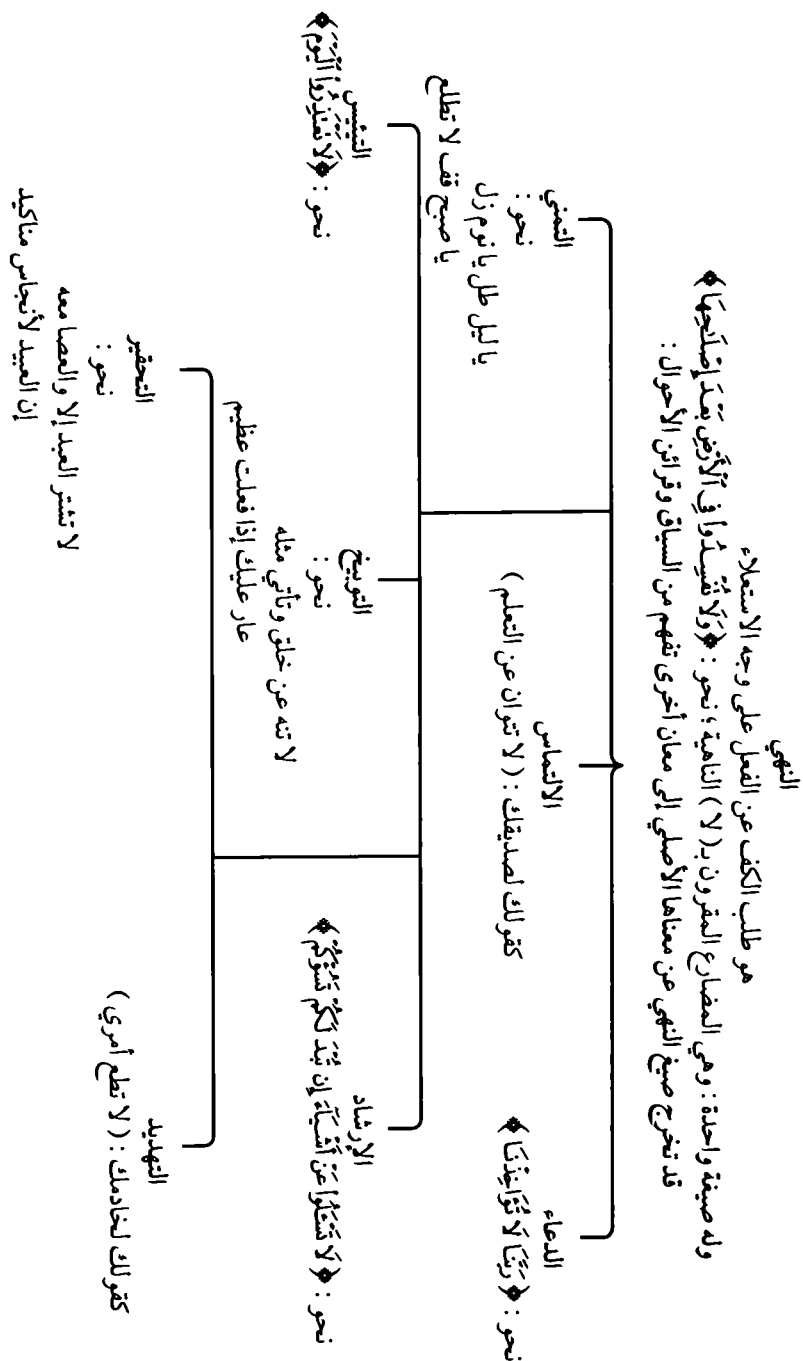 النهي
هو طلب الكف عن الفعل على وجه الاستعلاء
وله صيغة واحدة : وهي المضارع المقرون بـ(لا) الناهية ؛ نحو : ﴿وَلَا تُفْسِدُوا فِي الْأَرْضِ بَعْدَ إِصْلَاحِهَا﴾
قد تخرج صيغ النهي عن معناها الأصلي إلى معان أخرى تفهم من السياق وقرائن الأحوال :
الدعاء
نحو : ﴿رَبَّنَا لَا تُؤَاخِذْنَا﴾
الالتماس
كقولك لصديقك : (لا تتوان عن التعلم)
التمني
نحو :
يا ليل طل يا نوم زل
يا صبح قف لا تطلع
الإرشاد
نحو : ﴿لَا تَسْـَٔلُوا عَنْ أَشْيَآءَ إِن تُبْدَ لَكُمْ تَسُؤْكُمْ﴾
التوبيخ
نحو :
لا تنه عن خلق وتأتي مثله
عار عليك إذا فعلت عظيم
التيئيس
نحو : ﴿لَا تَعْتَذِرُوا الْيَوْمَ﴾
التهديد
كقولك لخادمك : (لا تطع أمري)
التحقير
نحو :
لا تشتر العبد إلا والعصا معه
إن العبيد لأنجاس مناكيد